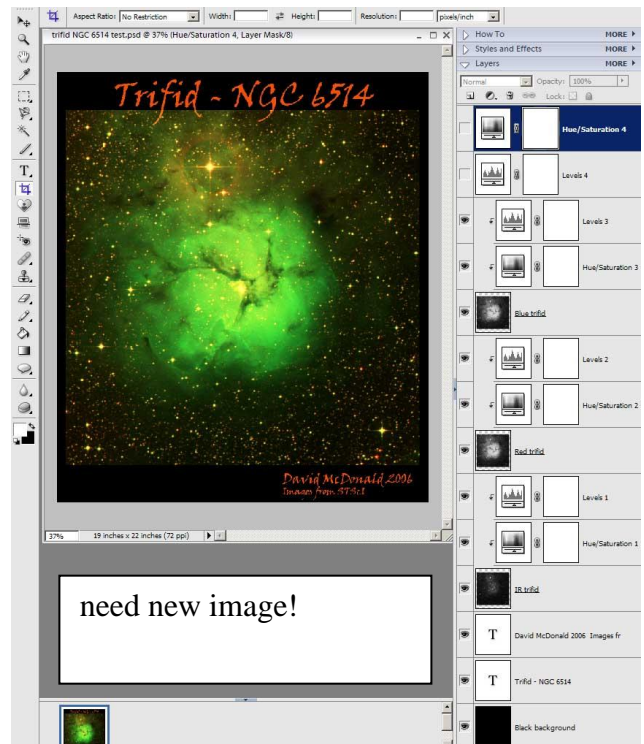 Aspect Ratio: No Restriction Width: Height: Resolution: pixels/inch
trifid NGC 6514 test.psd @ 37% (Hue/Saturation 4, Layer Mask/8)
Trifid - NGC 6514
David McDonald 2006
Images from STScI
37% 19 inches x 22 inches (72 ppi)
need new image!
How To MORE
Styles and Effects MORE
Layers MORE
Normal Opacity: 100%
Lock:
Hue/Saturation 4
Levels 4
Levels 3
Hue/Saturation 3
Blue trifid
Levels 2
Hue/Saturation 2
Red trifid
Levels 1
Hue/Saturation 1
IR trifid
T David McDonald 2006 Images fr
T Trifid - NGC 6514
Black background